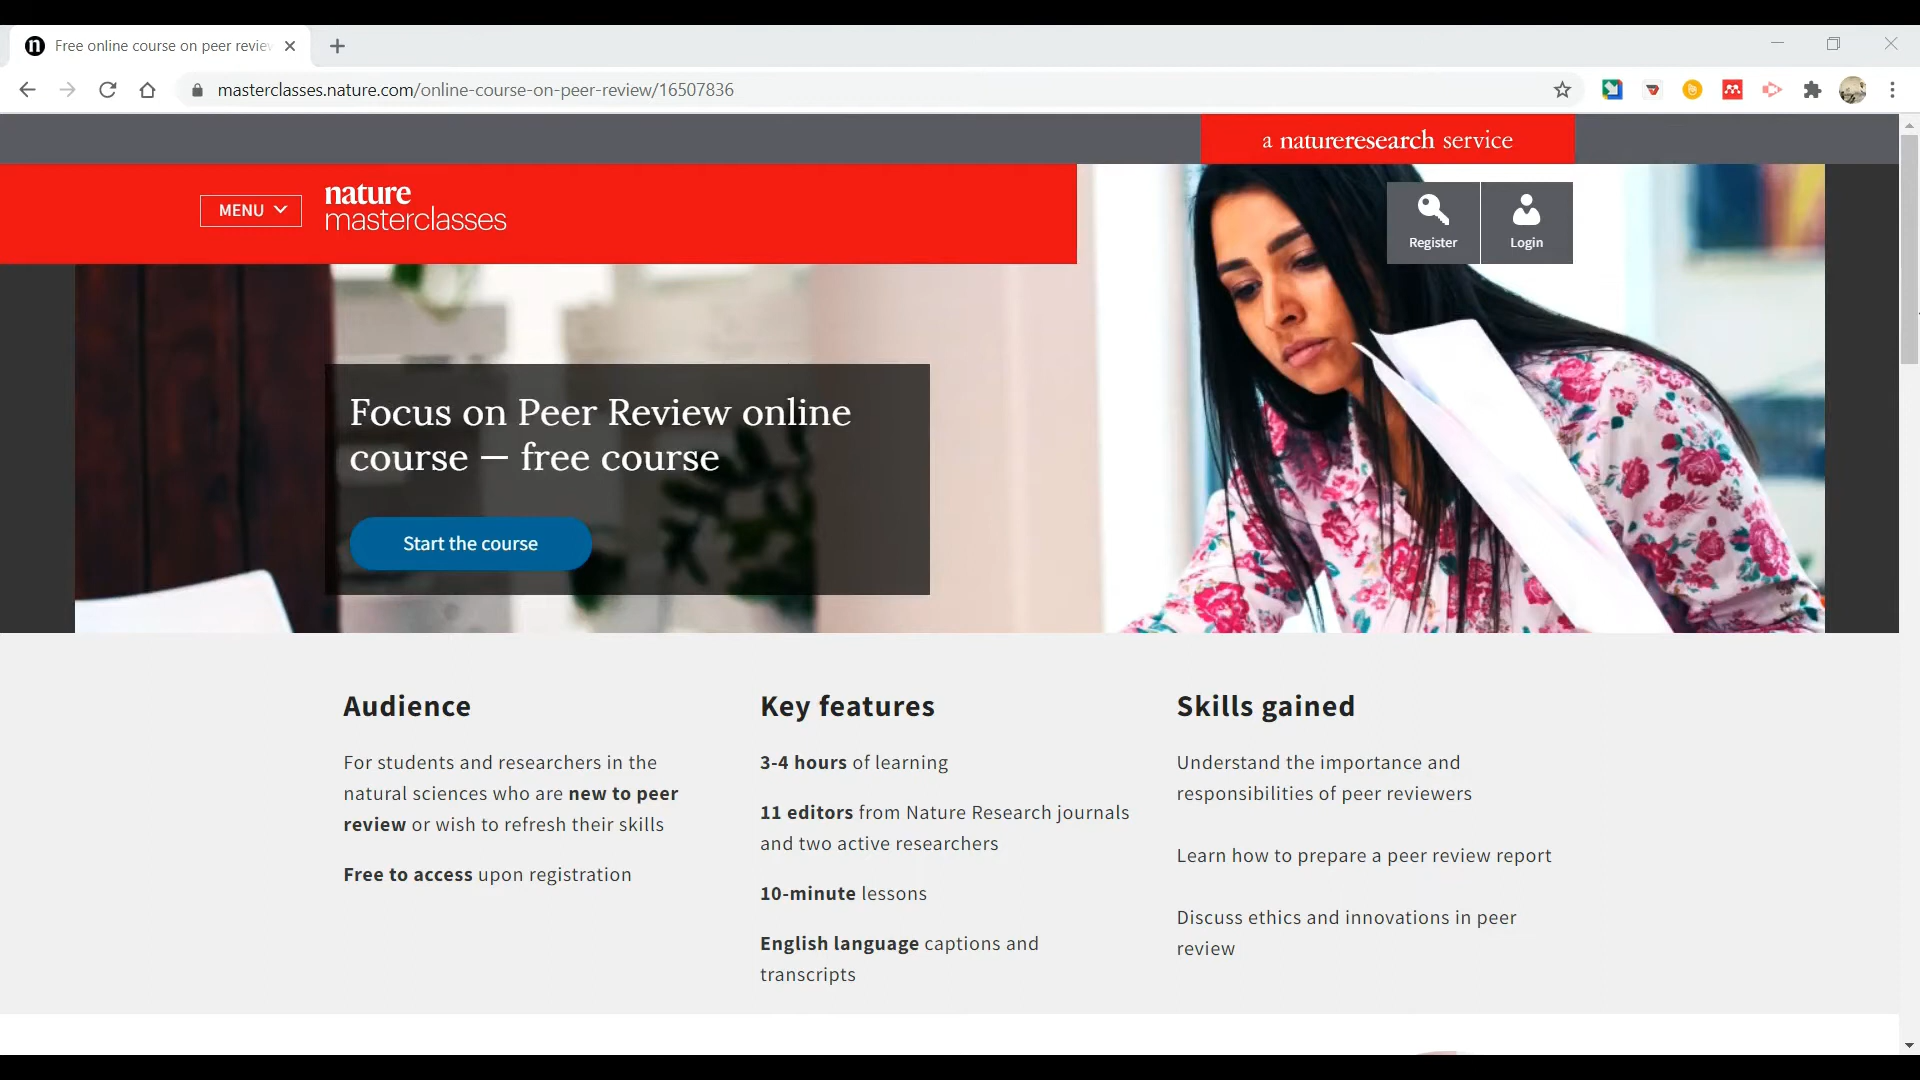 Free online course on peer review
masterclasses.nature.com/online-course-on-peer-review/16507836
a natureresearch service
MENU
nature
masterclasses
Register
Login
Focus on Peer Review online
course — free course
Start the course
Audience
For students and researchers in the
natural sciences who are new to peer
review or wish to refresh their skills
Free to access upon registration
Key features
3-4 hours of learning
11 editors from Nature Research journals
and two active researchers
10-minute lessons
English language captions and
transcripts
Skills gained
Understand the importance and
responsibilities of peer reviewers
Learn how to prepare a peer review report
Discuss ethics and innovations in peer
review